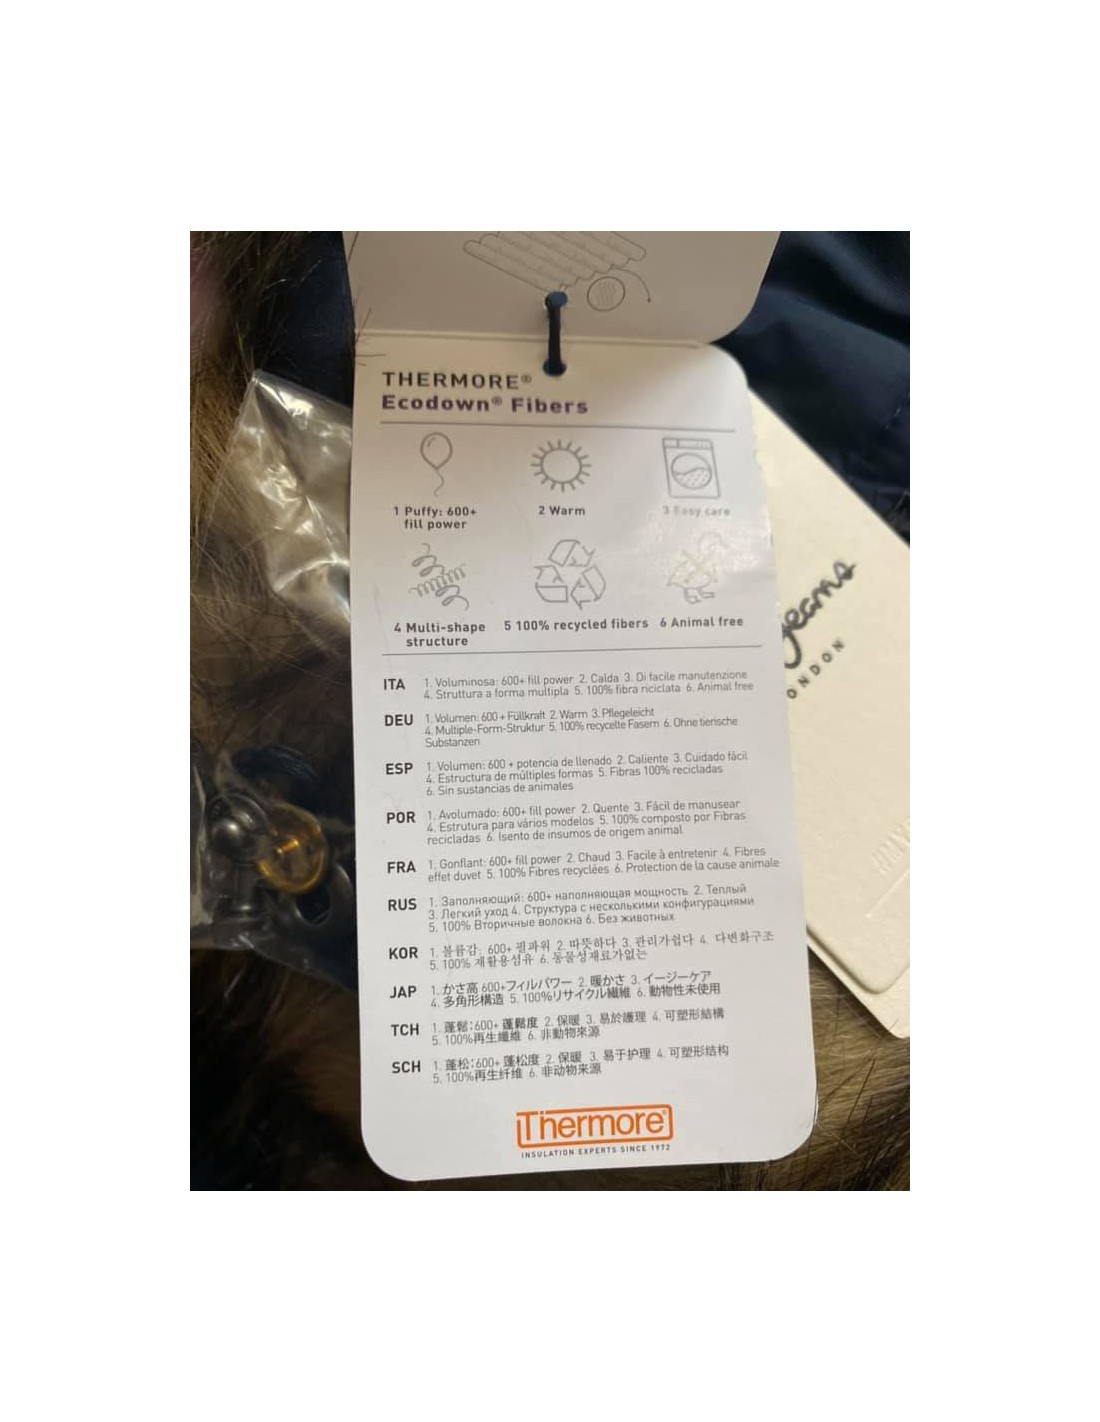 THERMORE®
Ecodown® Fibers
1 Puffy: 600+
fill power
2 Warm
3 Easy care
4 Multi-shape
structure
5 100% recycled fibers
6 Animal free
ITA 1. Voluminosa: 600+ fill power 2. Calda 3. Di facile manutenzione
4. Struttura a forma multipla 5. 100% fibra riciclata 6. Animal free
DEU 1. Volumen: 600 + Füllkraft 2. Warm 3. Pflegeleicht
4. Multiple-Form-Struktur 5. 100% recycelte Fasern 6. Ohne tierische
Substanzen
ESP 1. Volumen: 600 + potencia de llenado 2. Caliente 3. Cuidado fácil
4. Estructura de múltiples formas 5. Fibras 100% recicladas
6. Sin sustancias de animales
POR 1. Avolumado: 600+ fill power 2. Quente 3. Fácil de manusear
4. Estrutura para vários modelos 5. 100% composto por Fibras
recicladas 6. Isento de insumos de origem animal
FRA 1. Gonflant: 600+ fill power 2. Chaud 3. Facile à entretenir 4. Fibres
effet duvet 5. 100% Fibres recyclées 6. Protection de la cause animale
RUS 1. Заполняющий: 600+ наполняющая мощность 2. Теплый
3. Легкий уход 4. Структура с несколькими конфигурациями
5. 100% Вторичные волокна 6. Без животных
KOR 1. 볼륨감: 600+ 필파워 2. 따뜻하다 3. 관리가쉽다 4. 다변화구조
5. 100% 재활용섬유 6. 동물성재료가없는
JAP 1. かさ高 600+フィルパワー 2. 暖かさ 3. イージーケア
4. 多角形構造 5. 100%リサイクル繊維 6. 動物性未使用
TCH 1. 蓬鬆:600+ 蓬鬆度 2. 保暖 3. 易於護理 4. 可塑形結構
5. 100%再生纖維 6. 非動物來源
SCH 1. 蓬松:600+ 蓬松度 2. 保暖 3. 易于护理 4. 可塑形结构
5. 100%再生纤维 6. 非动物来源
Thermore®
INSULATION EXPERTS SINCE 1972
Jeans
ONDON